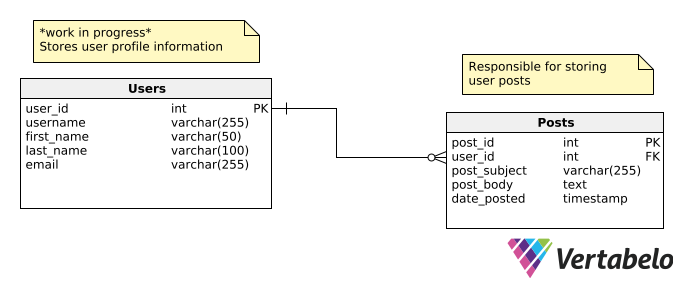 *work in progress*
Stores user profile information
Users
user_id int PK
username varchar(255)
first_name varchar(50)
last_name varchar(100)
email varchar(255)
Responsible for storing
user posts
Posts
post_id int PK
user_id int FK
post_subject varchar(255)
post_body text
date_posted timestamp
Vertabelo